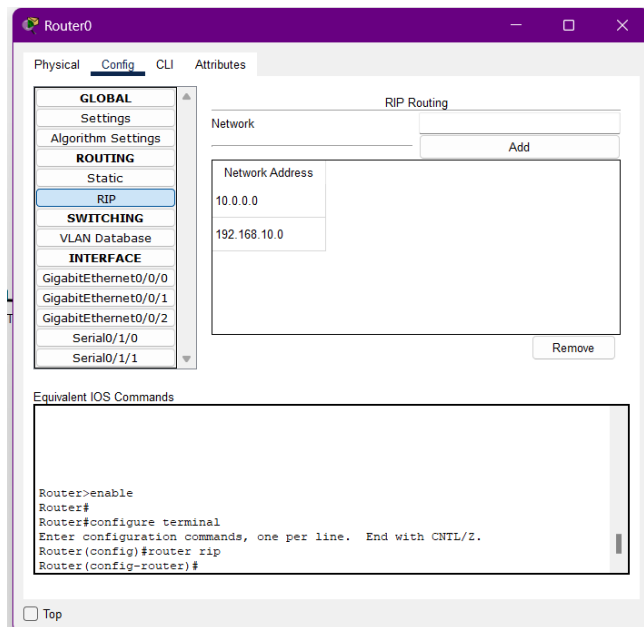 Router0
Physical Config CLI Attributes
GLOBAL
Settings
Algorithm Settings
ROUTING
Static
RIP
SWITCHING
VLAN Database
INTERFACE
GigabitEthernet0/0/0
GigabitEthernet0/0/1
GigabitEthernet0/0/2
Serial0/1/0
Serial0/1/1
RIP Routing
Network
Add
Network Address
10.0.0.0
192.168.10.0
Remove
Equivalent IOS Commands
Router>enable
Router#
Router#configure terminal
Enter configuration commands, one per line. End with CNTL/Z.
Router(config)#router rip
Router(config-router)#
Top